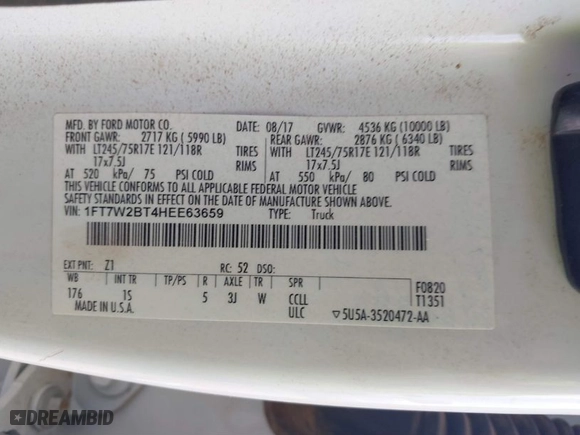 MFD. BY FORD MOTOR CO.
DATE: 08/17 GVWR: 4536 KG (10000 LB)
FRONT GAWR: 2717 KG ( 5990 LB) REAR GAWR: 2876 KG ( 6340 LB)
WITH LT245/75R17E 121/118R TIRES WITH LT245/75R17E 121/118R TIRES
17x7.5J RIMS 17x7.5J RIMS
AT 520 kPa/ 75 PSI COLD AT 550 kPa/ 80 PSI COLD
THIS VEHICLE CONFORMS TO ALL APPLICABLE FEDERAL MOTOR VEHICLE
SAFETY STANDARDS IN EFFECT ON THE DATE OF MANUFACTURE SHOWN ABOVE.
VIN: 1FT7W2BT4HEE63659 TYPE: Truck
EXT PNT: Z1 RC: 52 DSO:
WB INT TR TP/PS R AXLE TR SPR F0820
176 1S 5 3J W CCLL T1351
MADE IN U.S.A. ULC ▽5U5A-3520472-AA
DREAMBID